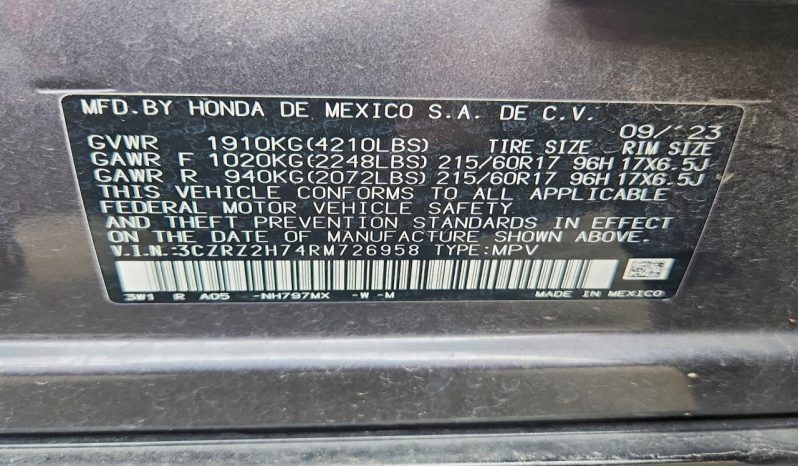 MFD. BY HONDA DE MEXICO S.A. DE C.V.
09/23
GVWR 1910KG(4210LBS) TIRE SIZE RIM SIZE
GAWR F 1020KG(2248LBS) 215/60R17 96H 17X6.5J
GAWR R 940KG(2072LBS) 215/60R17 96H 17X6.5J
THIS VEHICLE CONFORMS TO ALL APPLICABLE
FEDERAL MOTOR VEHICLE SAFETY
AND THEFT PREVENTION STANDARDS IN EFFECT
ON THE DATE OF MANUFACTURE SHOWN ABOVE.
V.I.N.:3CZRZ2H74RM726958 TYPE:MPV
3W1 R A05 -NH797MX -W -M MADE IN MEXICO